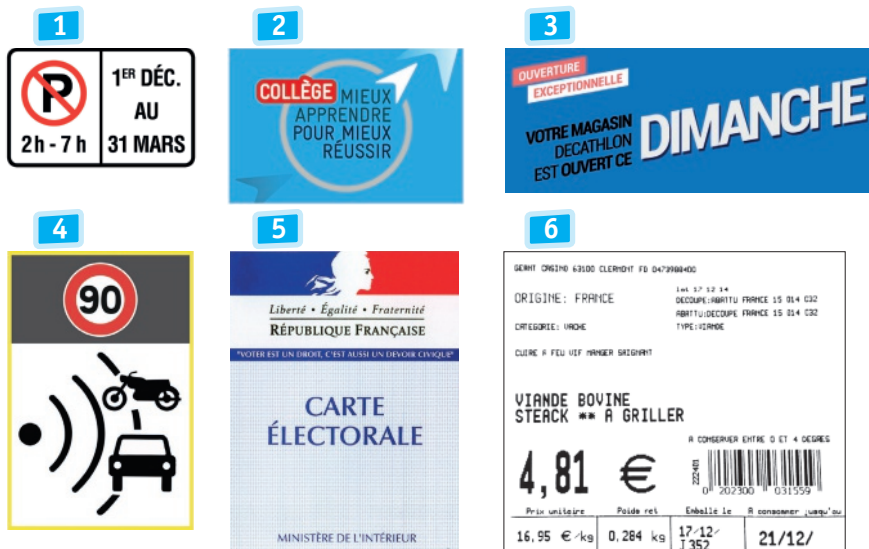 1
P
2h - 7h
1ER DÉC.
AU
31 MARS
2
COLLÈGE MIEUX
APPRENDRE
POUR MIEUX
RÉUSSIR
3
OUVERTURE
EXCEPTIONNELLE
VOTRE MAGASIN
DECATHLON
EST OUVERT CE
DIMANCHE
4
90
5
Liberté • Égalité • Fraternité
RÉPUBLIQUE FRANÇAISE
"VOTER EST UN DROIT, C'EST AUSSI UN DEVOIR CIVIQUE"
CARTE
ÉLECTORALE
MINISTÈRE DE L'INTÉRIEUR
6
GEANT CASINO 63100 CLERMONT FD 0473988400
ORIGINE: FRANCE
Lot 17 12 14
DECOUPE:ABATTU FRANCE 15 014 032
ABATTU:DECOUPE FRANCE 15 014 032
CATEGORIE: VACHE
TYPE:VIANDE
CUIRE A FEU VIF MANGER SAIGNANT
VIANDE BOVINE
STEACK ** A GRILLER
A CONSERVER ENTRE 0 ET 4 DEGRES
4,81 €
222401
0 202300 031559
Prix unitaire
Poids net
Emballé le
A consommer jusqu'au
16,95 €/kg
0,284 kg
17/12/
I352
21/12/